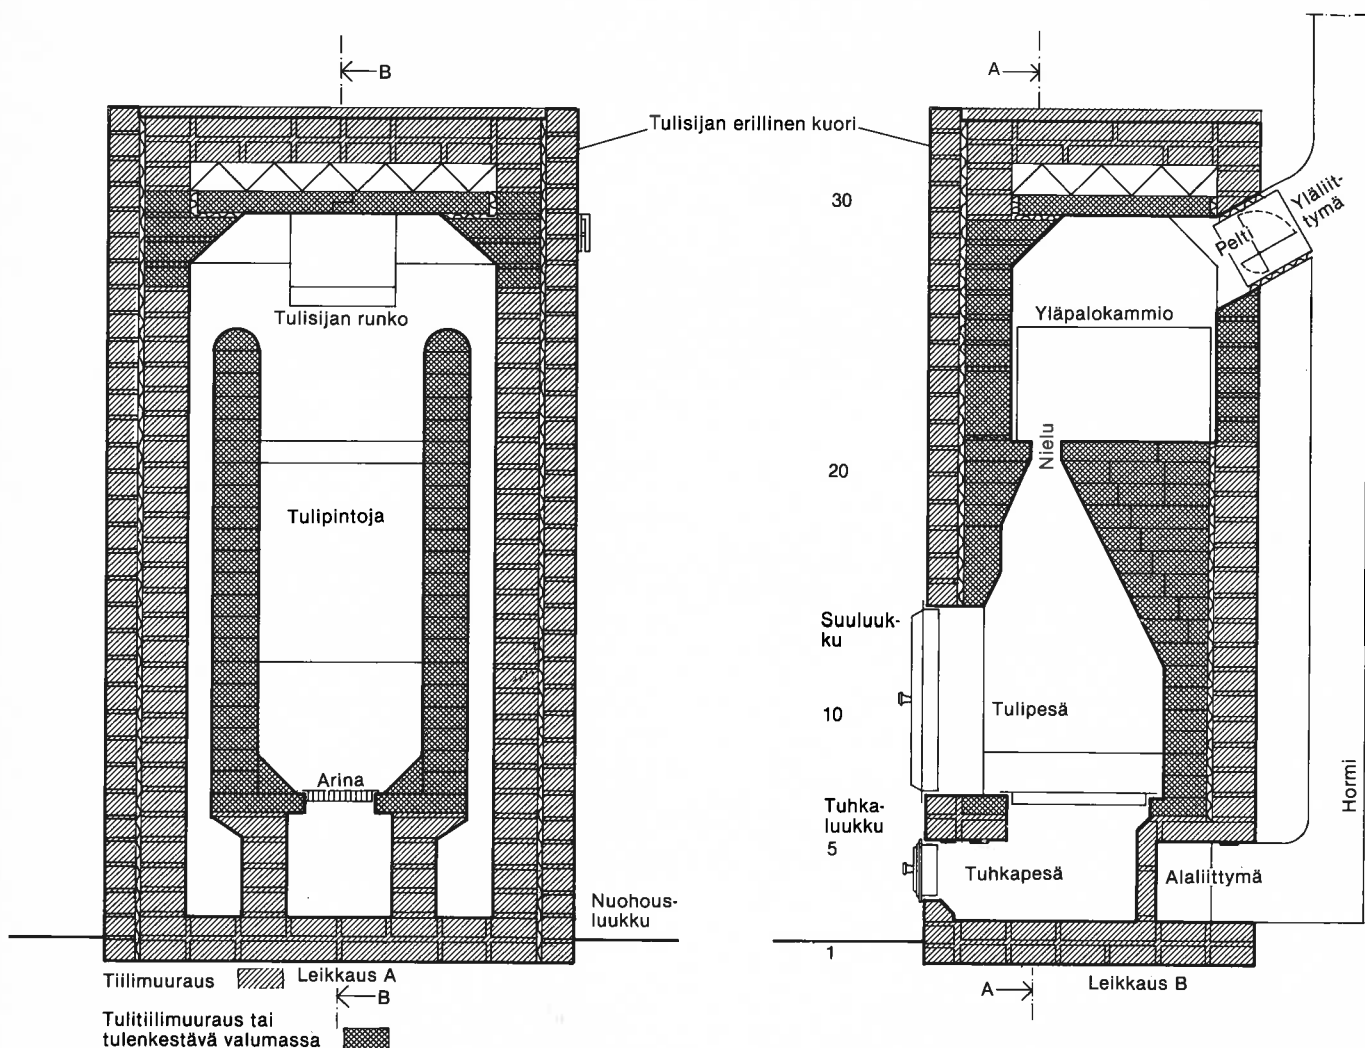 B
A
Tulisijan erillinen kuori
30
Yläliit-
tymä
Pelti
Tulisijan runko
Yläpalokammio
Nielu
20
Tulipintoja
Suuluuk-
ku
10
Tulipesä
Arina
Tuhka-
luukku
5
Hormi
Tuhkapesä
Alaliittymä
Nuohous-
luukku
1
Tiilimuuraus
Leikkaus A
Leikkaus B
B
A
Tulitiilimuuraus tai
tulenkestävä valumassa